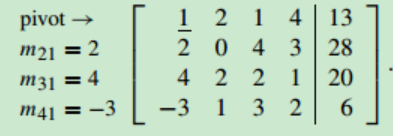 pivot → 1 2 1 4 13
m21 = 2 2 0 4 3 28
m31 = 4 4 2 2 1 20
m41 = −3 −3 1 3 2 6 .